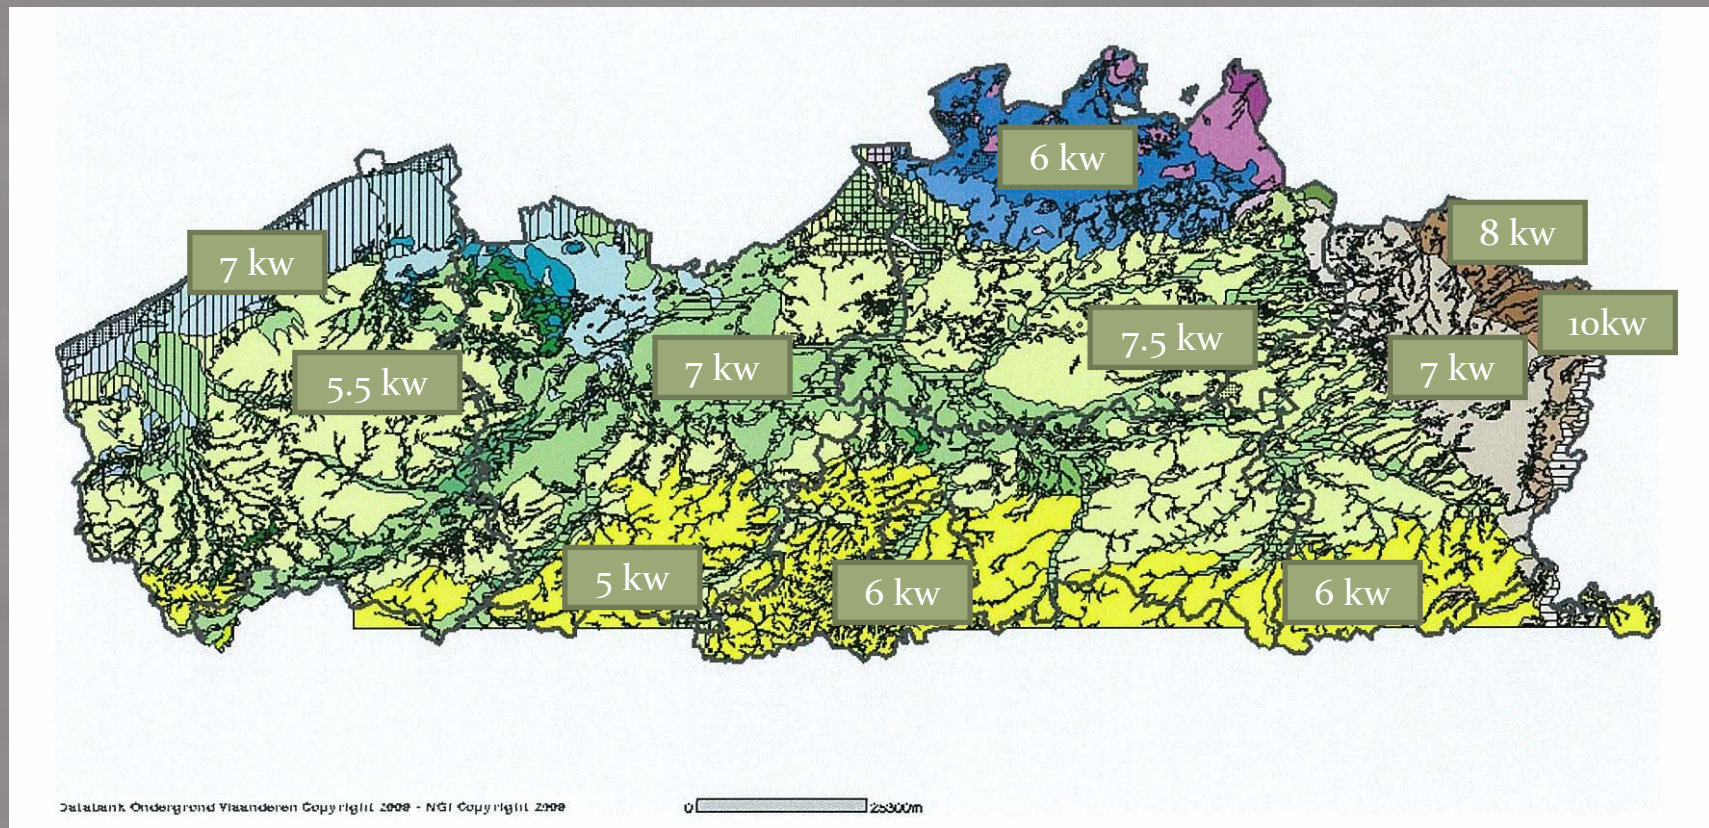 6 kw
8 kw
7 kw
10kw
7.5 kw
7 kw
7 kw
5.5 kw
5 kw
6 kw
6 kw
Databank Ondergrond Vlaanderen Copyright 2009 - NGI Copyright 2009
0 25300m